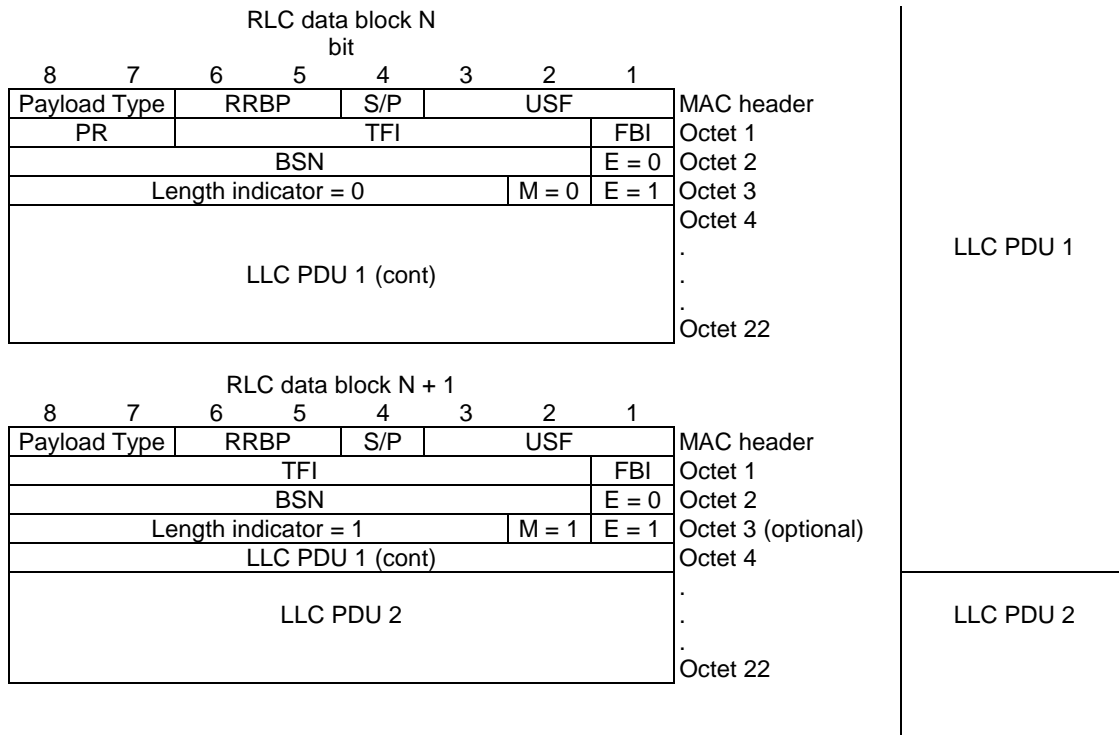 RLC data block N
bit
8 7 6 5 4 3 2 1
Payload Type RRBP S/P USF MAC header
PR TFI FBI Octet 1
BSN E = 0 Octet 2
Length indicator = 0 M = 0 E = 1 Octet 3
Octet 4
.
LLC PDU 1
LLC PDU 1 (cont) .
.
Octet 22
RLC data block N + 1
8 7 6 5 4 3 2 1
Payload Type RRBP S/P USF MAC header
TFI FBI Octet 1
BSN E = 0 Octet 2
Length indicator = 1 M = 1 E = 1 Octet 3 (optional)
LLC PDU 1 (cont) Octet 4
.
LLC PDU 2 . LLC PDU 2
.
Octet 22